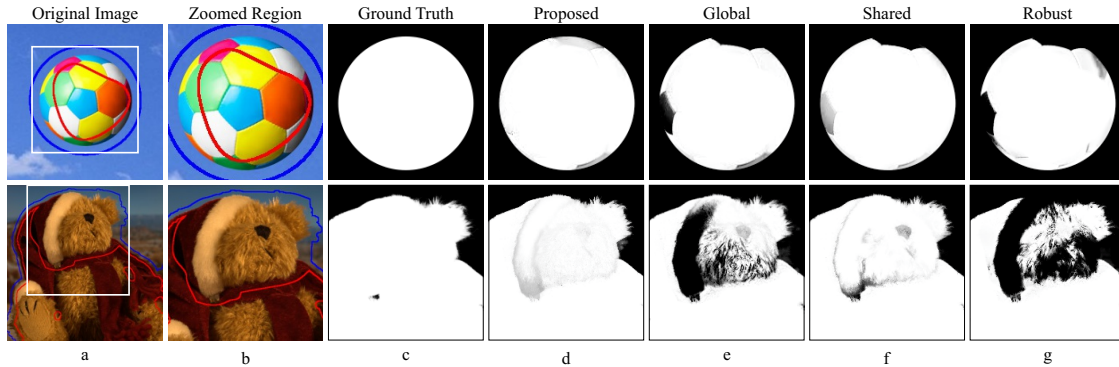 Original Image Zoomed Region Ground Truth Proposed Global Shared Robust
a b c d e f g